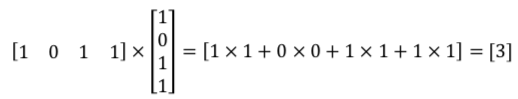 [1 0 1 1] × [1 0 1 1] = [1 × 1 + 0 × 0 + 1 × 1 + 1 × 1] = [3]